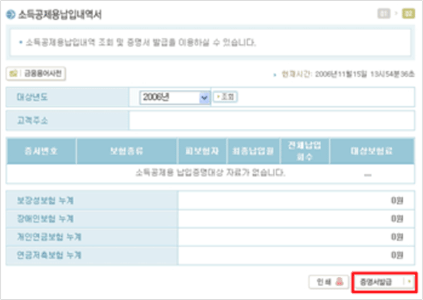 소득공제용납입내역서
01 > 02
• 소득공제용납입내역 조회 및 증명서 발급을 이용하실 수 있습니다.
금융용어사전
현재시간: 2006년11월15일 13시54분36초
대상년도 2006년 조회
고객주소
증서번호 보험종류 피보험자 최종납입월 전체납입회수 대상보험료
소득공제용 납입증명대상 자료가 없습니다.
보장성보험 누계 0원
장애인보험 누계 0원
개인연금보험 누계 0원
연금저축보험 누계 0원
인쇄 증명서발급